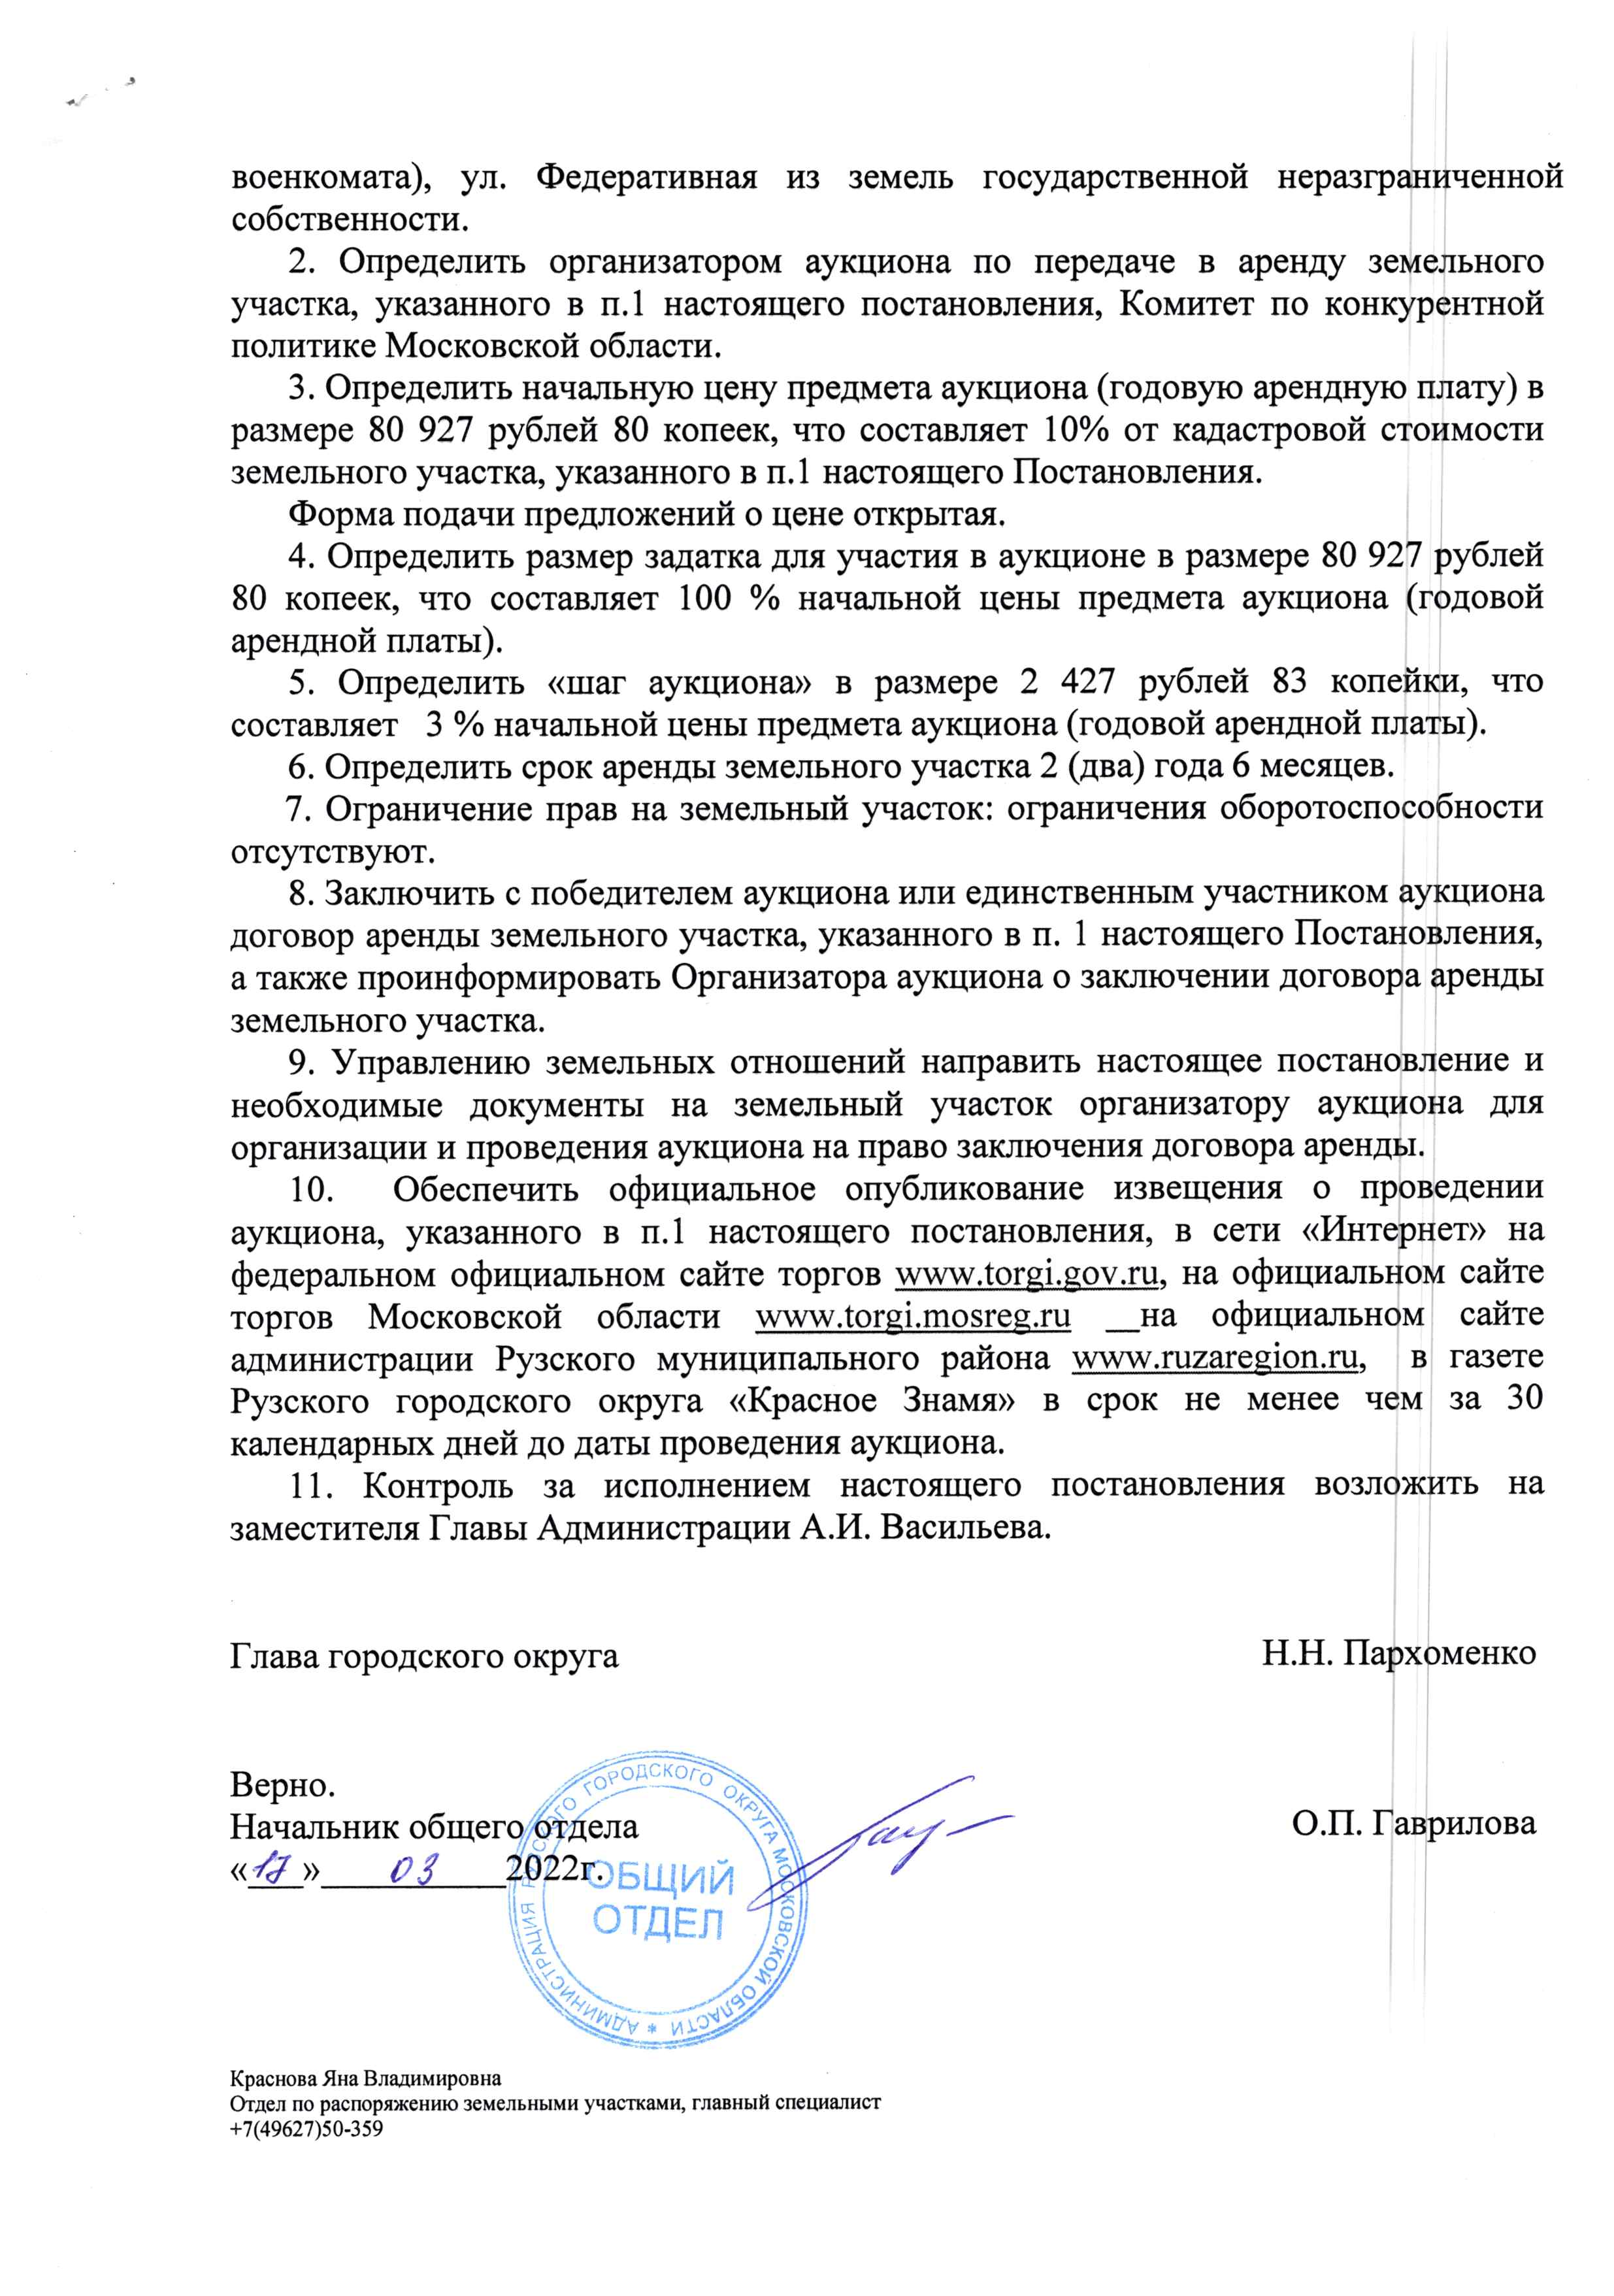 военкомата), ул. Федеративная из земель государственной неразграниченной
собственности.
2. Определить организатором аукциона по передаче в аренду земельного
участка, указанного в п.1 настоящего постановления, Комитет по конкурентной
политике Московской области.
3. Определить начальную цену предмета аукциона (годовую арендную плату) в
размере 80 927 рублей 80 копеек, что составляет 10% от кадастровой стоимости
земельного участка, указанного в п.1 настоящего Постановления.
Форма подачи предложений о цене открытая.
4. Определить размер задатка для участия в аукционе в размере 80 927 рублей
80 копеек, что составляет 100 % начальной цены предмета аукциона (годовой
арендной платы).
5. Определить «шаг аукциона» в размере 2 427 рублей 83 копейки, что
составляет 3 % начальной цены предмета аукциона (годовой арендной платы).
6. Определить срок аренды земельного участка 2 (два) года 6 месяцев.
7. Ограничение прав на земельный участок: ограничения оборотоспособности
отсутствуют.
8. Заключить с победителем аукциона или единственным участником аукциона
договор аренды земельного участка, указанного в п. 1 настоящего Постановления,
а также проинформировать Организатора аукциона о заключении договора аренды
земельного участка.
9. Управлению земельных отношений направить настоящее постановление и
необходимые документы на земельный участок организатору аукциона для
организации и проведения аукциона на право заключения договора аренды.
10. Обеспечить официальное опубликование извещения о проведении
аукциона, указанного в п.1 настоящего постановления, в сети «Интернет» на
федеральном официальном сайте торгов www.torgi.gov.ru, на официальном сайте
торгов Московской области www.torgi.mosreg.ru __на официальном сайте
администрации Рузского муниципального района www.ruzaregion.ru, в газете
Рузского городского округа «Красное Знамя» в срок не менее чем за 30
календарных дней до даты проведения аукциона.
11. Контроль за исполнением настоящего постановления возложить на
заместителя Главы Администрации А.И. Васильева.
Глава городского округа Н.Н. Пархоменко
Верно.
Начальник общего отдела О.П. Гаврилова
«17» 03 2022г.
АДМИНИСТРАЦИЯ РУЗСКОГО ГОРОДСКОГО ОКРУГА МОСКОВСКОЙ ОБЛАСТИ *
ОБЩИЙ
ОТДЕЛ
Краснова Яна Владимировна
Отдел по распоряжению земельными участками, главный специалист
+7(49627)50-359